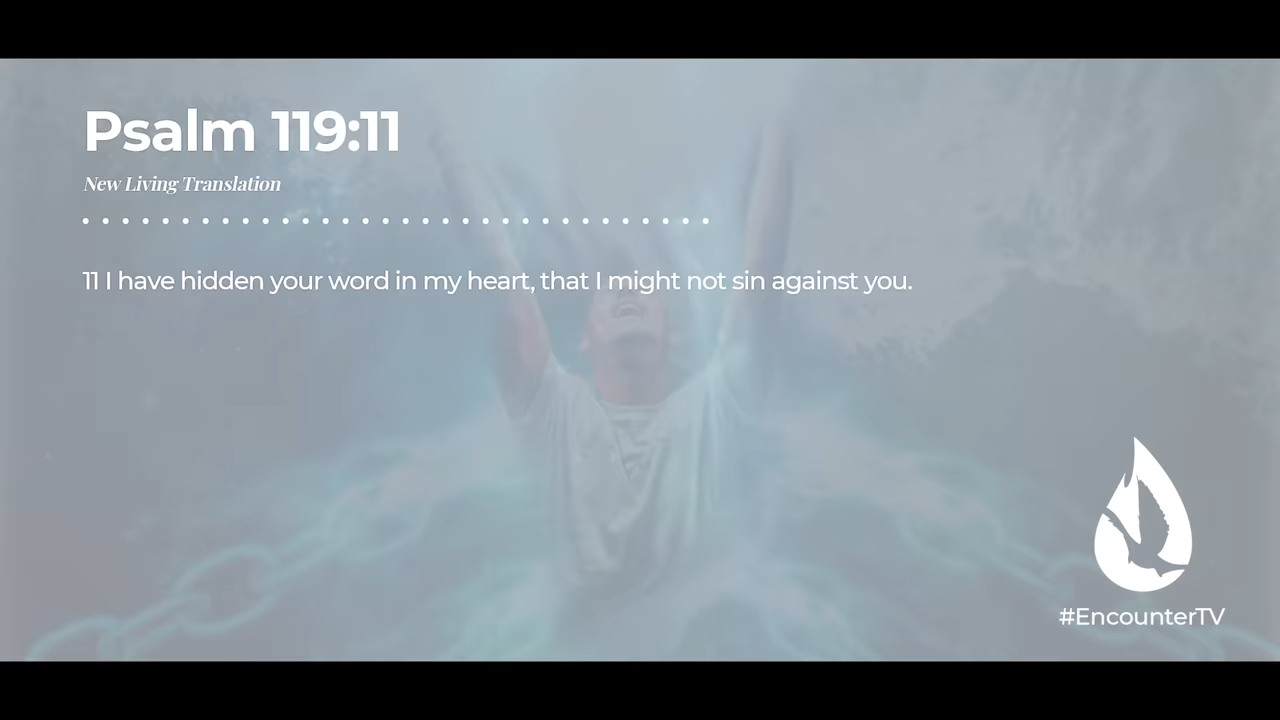 Psalm 119:11
New Living Translation
11 I have hidden your word in my heart, that I might not sin against you.
#EncounterTV